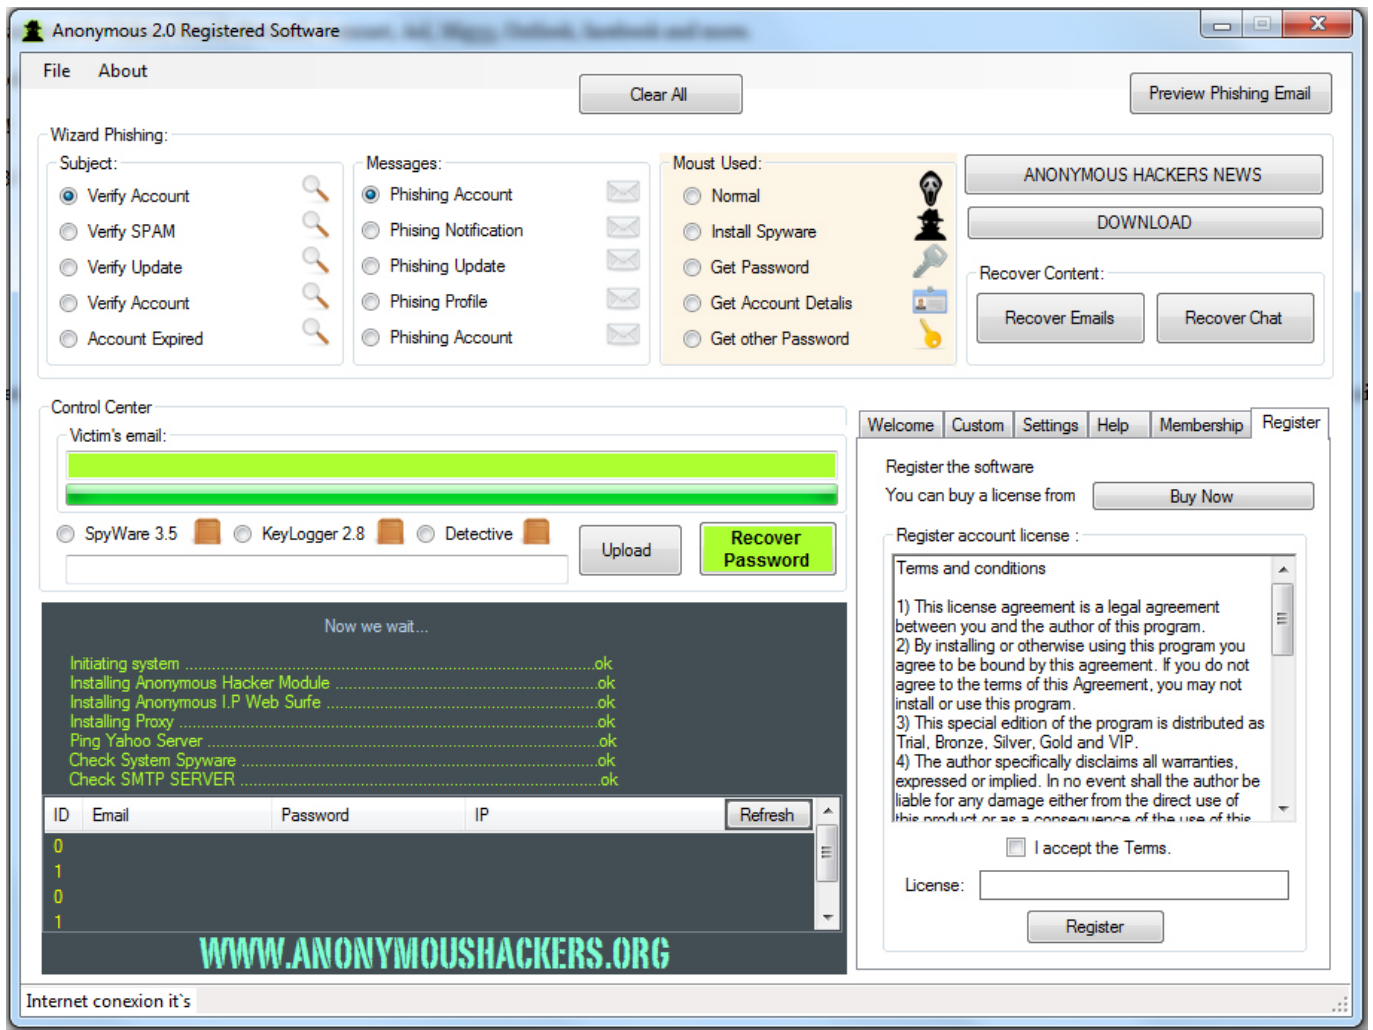 Anonymous 2.0 Registered Software
File About
Clear All
Preview Phishing Email
Wizard Phishing:
Subject:
Verify Account
Verify SPAM
Verify Update
Verify Account
Account Expired
Messages:
Phishing Account
Phising Notification
Phishing Update
Phising Profile
Phishing Account
Moust Used:
Normal
Install Spyware
Get Password
Get Account Detalis
Get other Password
ANONYMOUS HACKERS NEWS
DOWNLOAD
Recover Content:
Recover Emails
Recover Chat
Control Center
Victim's email:
SpyWare 3.5
KeyLogger 2.8
Detective
Upload
Recover
Password
Now we wait...
Initiating system ..........ok
Installing Anonymous Hacker Module ..........ok
Installing Anonymous I.P Web Surfe ..........ok
Installing Proxy ..........ok
Ping Yahoo Server ..........ok
Check System Spyware ..........ok
Check SMTP SERVER ..........ok
ID Email Password IP Refresh
0
1
0
1
WWW.ANONYMOUSHACKERS.ORG
Welcome Custom Settings Help Membership Register
Register the software
You can buy a license from Buy Now
Register account license :
Terms and conditions
1) This license agreement is a legal agreement
between you and the author of this program.
2) By installing or otherwise using this program you
agree to be bound by this agreement. If you do not
agree to the terms of this Agreement, you may not
install or use this program.
3) This special edition of the program is distributed as
Trial, Bronze, Silver, Gold and VIP.
4) The author specifically disclaims all warranties,
expressed or implied. In no event shall the author be
liable for any damage either from the direct use of
this product or as a consequence of the use of this
I accept the Terms.
License:
Register
Internet conexion it`s